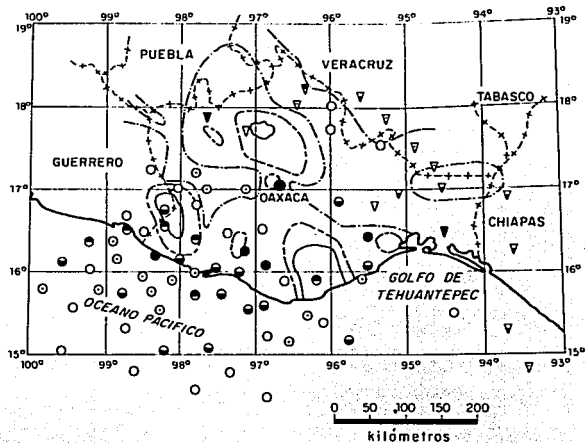 100° 99° 98° 97° 96° 95° 94° 93°
19° 19°
PUEBLA VERACRUZ
TABASCO
18° 18°
GUERRERO
17° 17°
OAXACA
CHIAPAS
16° 16°
GOLFO DE
TEHUANTEPEC
OCEANO PACIFICO
15° 15°
100° 99° 98° 97° 96° 95° 94° 93°
0 50 100 150 200
kilómetros